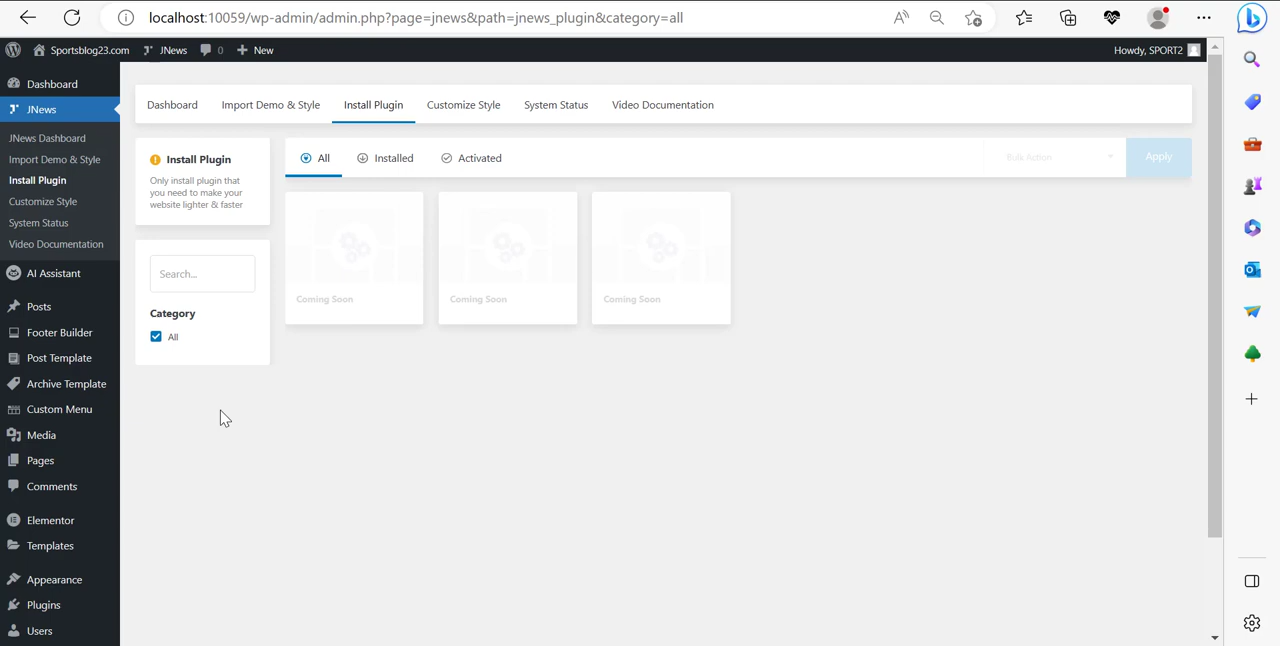 localhost:10059/wp-admin/admin.php?page=jnews&path=jnews_plugin&category=all
Sportsblog23.com JNews 0 New Howdy, SPORT2
Dashboard
JNews
JNews Dashboard
Import Demo & Style
Install Plugin
Customize Style
System Status
Video Documentation
AI Assistant
Posts
Footer Builder
Post Template
Archive Template
Custom Menu
Media
Pages
Comments
Elementor
Templates
Appearance
Plugins
Users
Dashboard Import Demo & Style Install Plugin Customize Style System Status Video Documentation
Install Plugin
Only install plugin that
you need to make your
website lighter & faster
Search...
Category
All
All Installed Activated Bulk Action Apply
Coming Soon Coming Soon Coming Soon